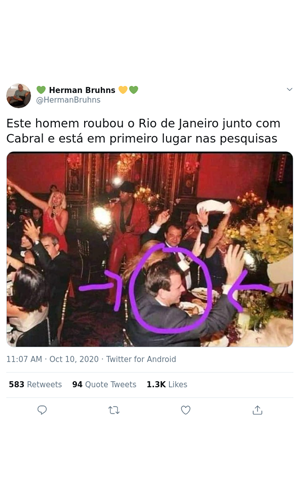 💚 Herman Bruhns 💛💚
@HermanBruhns
Este homem roubou o Rio de Janeiro junto com
Cabral e está em primeiro lugar nas pesquisas
11:07 AM · Oct 10, 2020 · Twitter for Android
583 Retweets 94 Quote Tweets 1.3K Likes